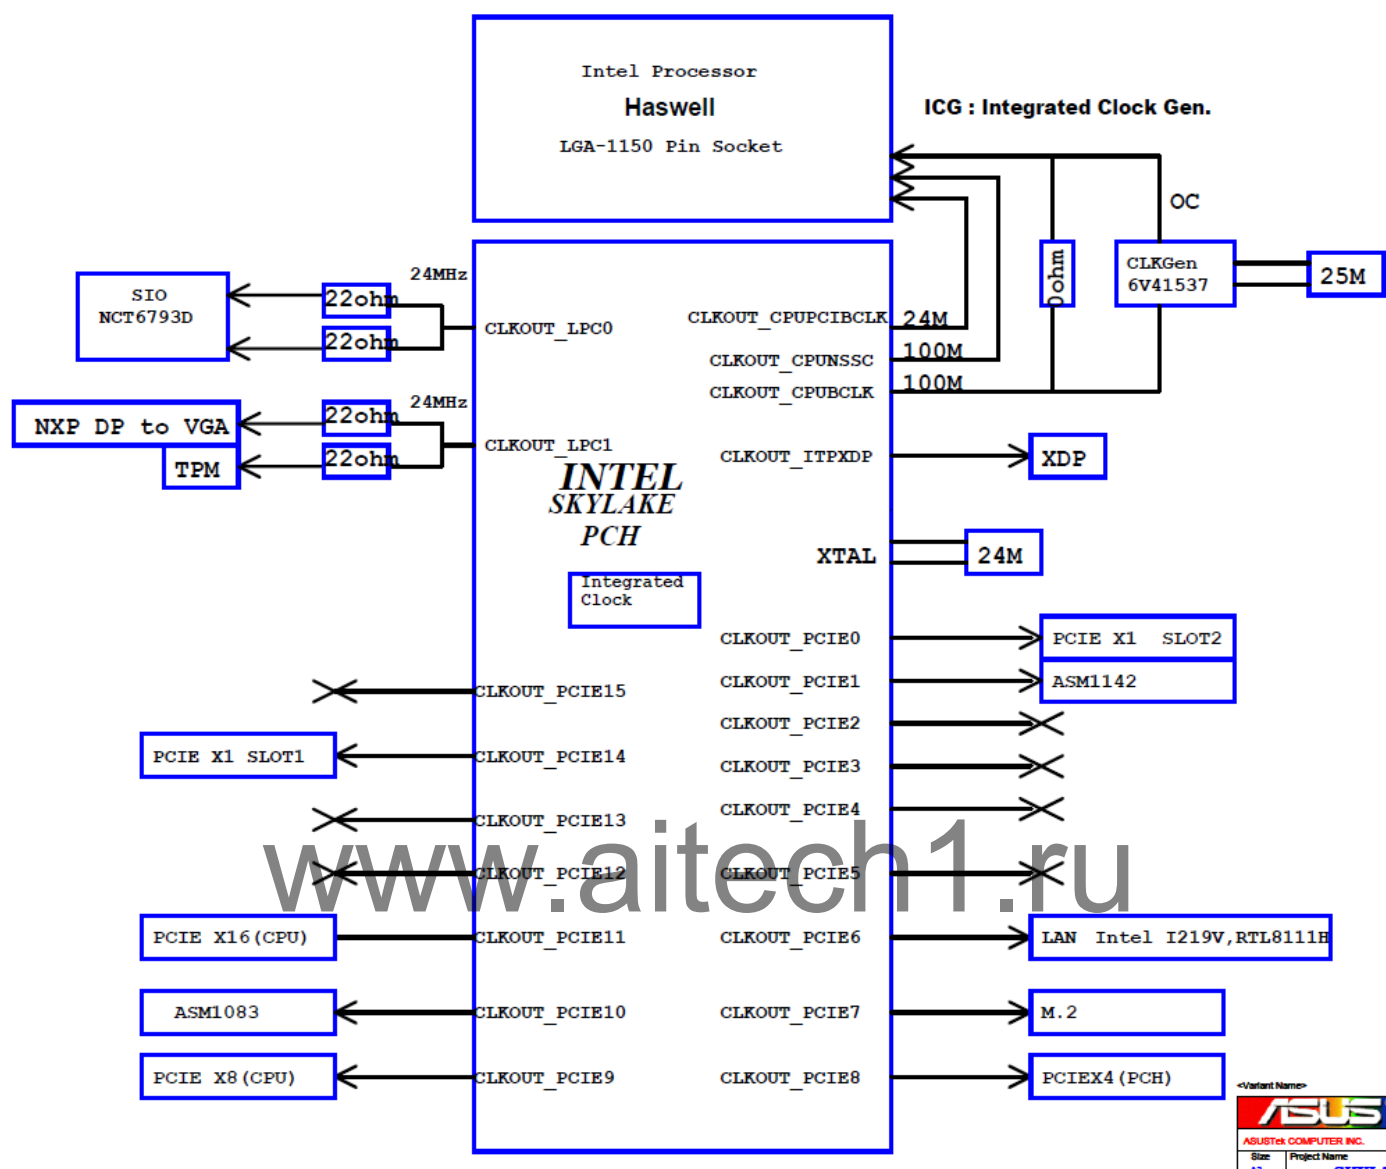 Intel Processor
Haswell
LGA-1150 Pin Socket
ICG : Integrated Clock Gen.
OC
0ohm
CLKGen
6V41537
25M
SIO
NCT6793D
24MHz
22ohm
22ohm
CLKOUT_LPC0
CLKOUT_CPUPCIBCLK
24M
CLKOUT_CPUNSSC
100M
CLKOUT_CPUBCLK
100M
NXP DP to VGA
TPM
24MHz
22ohm
22ohm
CLKOUT_LPC1
CLKOUT_ITPXDP
XDP
INTEL
SKYLAKE
PCH
XTAL
24M
Integrated
Clock
CLKOUT_PCIE0
PCIE X1 SLOT2
CLKOUT_PCIE1
ASM1142
CLKOUT_PCIE15
CLKOUT_PCIE2
PCIE X1 SLOT1
CLKOUT_PCIE14
CLKOUT_PCIE3
CLKOUT_PCIE13
CLKOUT_PCIE4
www.aitech1.ru
CLKOUT_PCIE12
CLKOUT_PCIE5
PCIE X16(CPU)
CLKOUT_PCIE11
CLKOUT_PCIE6
LAN Intel I219V,RTL8111H
ASM1083
CLKOUT_PCIE10
CLKOUT_PCIE7
M.2
PCIE X8(CPU)
CLKOUT_PCIE9
CLKOUT_PCIE8
PCIEX4(PCH)
<Variant Name>
ASUS
ASUSTek COMPUTER INC.
Size
Project Name